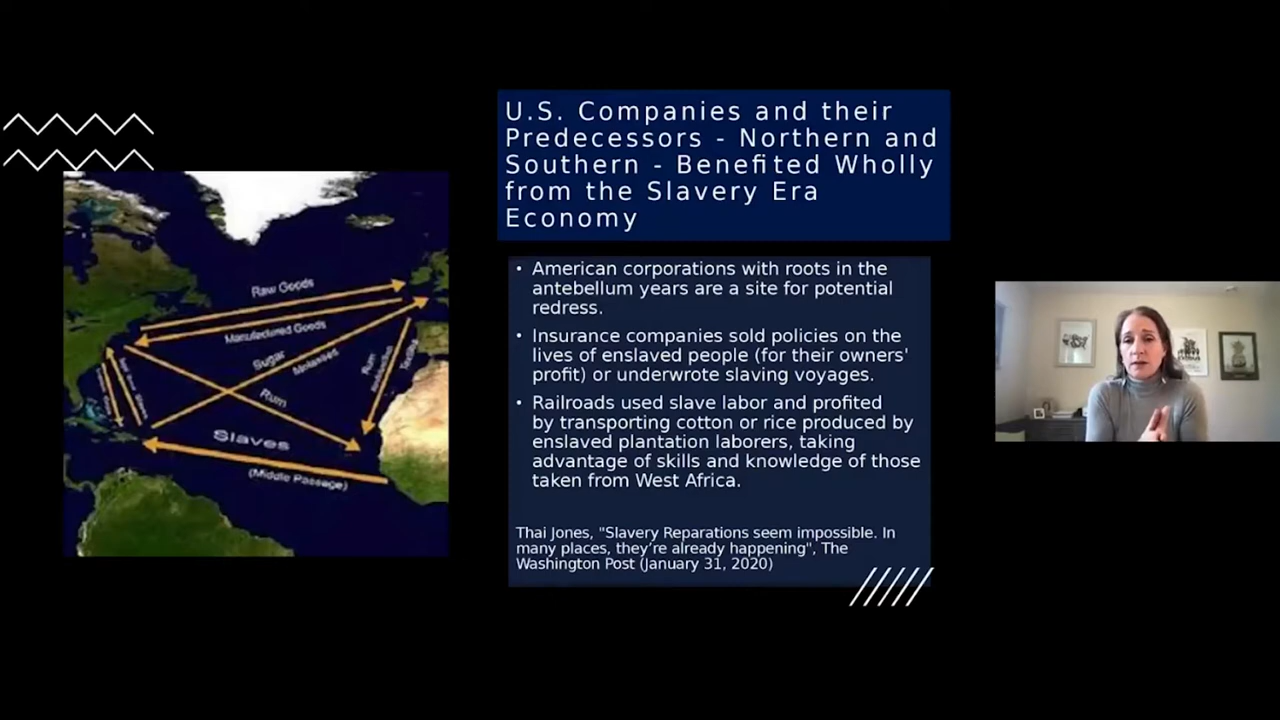 U.S. Companies and their
Predecessors - Northern and
Southern - Benefited Wholly
from the Slavery Era
Economy
• American corporations with roots in the
antebellum years are a site for potential
redress.
• Insurance companies sold policies on the
lives of enslaved people (for their owners'
profit) or underwrote slaving voyages.
• Railroads used slave labor and profited
by transporting cotton or rice produced by
enslaved plantation laborers, taking
advantage of skills and knowledge of those
taken from West Africa.
Thai Jones, "Slavery Reparations seem impossible. In
many places, they’re already happening", The
Washington Post (January 31, 2020)
Raw Goods
Manufactured Goods
Sugar
Molasses
Rum
Rum
Slaves
(Middle Passage)